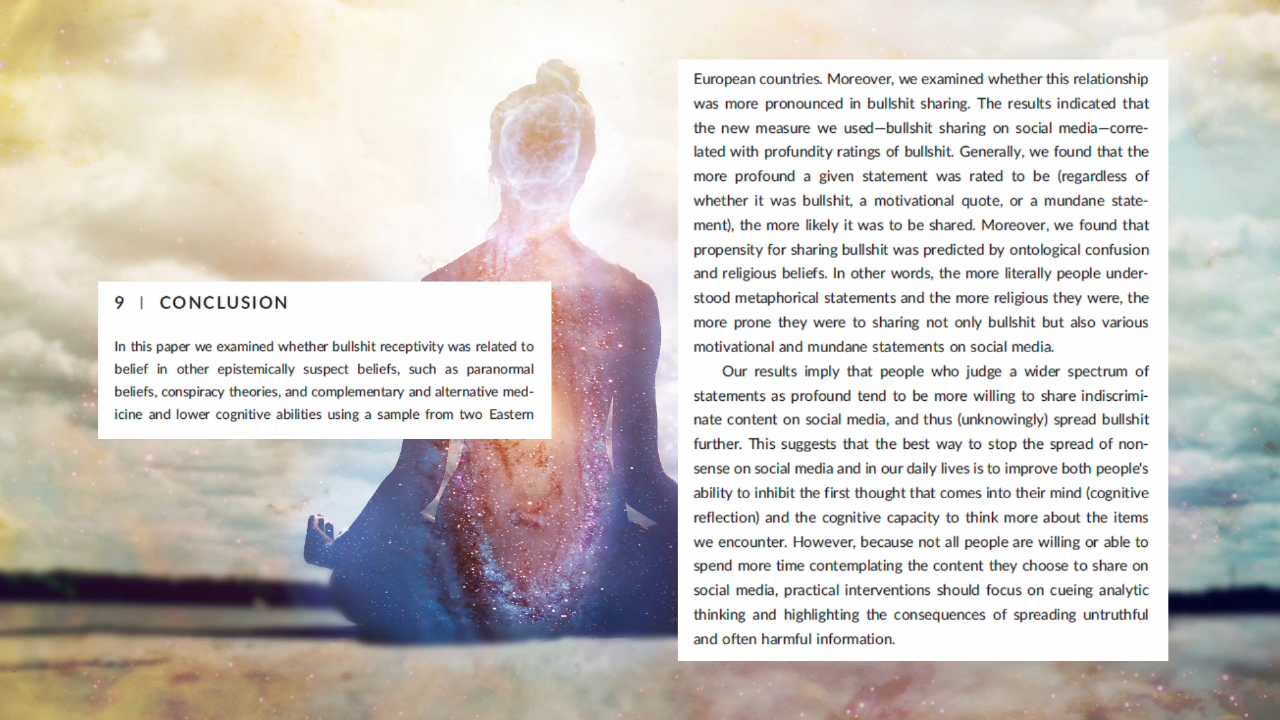 9 | CONCLUSION
In this paper we examined whether bullshit receptivity was related to
belief in other epistemically suspect beliefs, such as paranormal
beliefs, conspiracy theories, and complementary and alternative med-
icine and lower cognitive abilities using a sample from two Eastern
European countries. Moreover, we examined whether this relationship
was more pronounced in bullshit sharing. The results indicated that
the new measure we used—bullshit sharing on social media—corre-
lated with profundity ratings of bullshit. Generally, we found that the
more profound a given statement was rated to be (regardless of
whether it was bullshit, a motivational quote, or a mundane state-
ment), the more likely it was to be shared. Moreover, we found that
propensity for sharing bullshit was predicted by ontological confusion
and religious beliefs. In other words, the more literally people under-
stood metaphorical statements and the more religious they were, the
more prone they were to sharing not only bullshit but also various
motivational and mundane statements on social media.
Our results imply that people who judge a wider spectrum of
statements as profound tend to be more willing to share indiscrimi-
nate content on social media, and thus (unknowingly) spread bullshit
further. This suggests that the best way to stop the spread of non-
sense on social media and in our daily lives is to improve both people's
ability to inhibit the first thought that comes into their mind (cognitive
reflection) and the cognitive capacity to think more about the items
we encounter. However, because not all people are willing or able to
spend more time contemplating the content they choose to share on
social media, practical interventions should focus on cueing analytic
thinking and highlighting the consequences of spreading untruthful
and often harmful information.